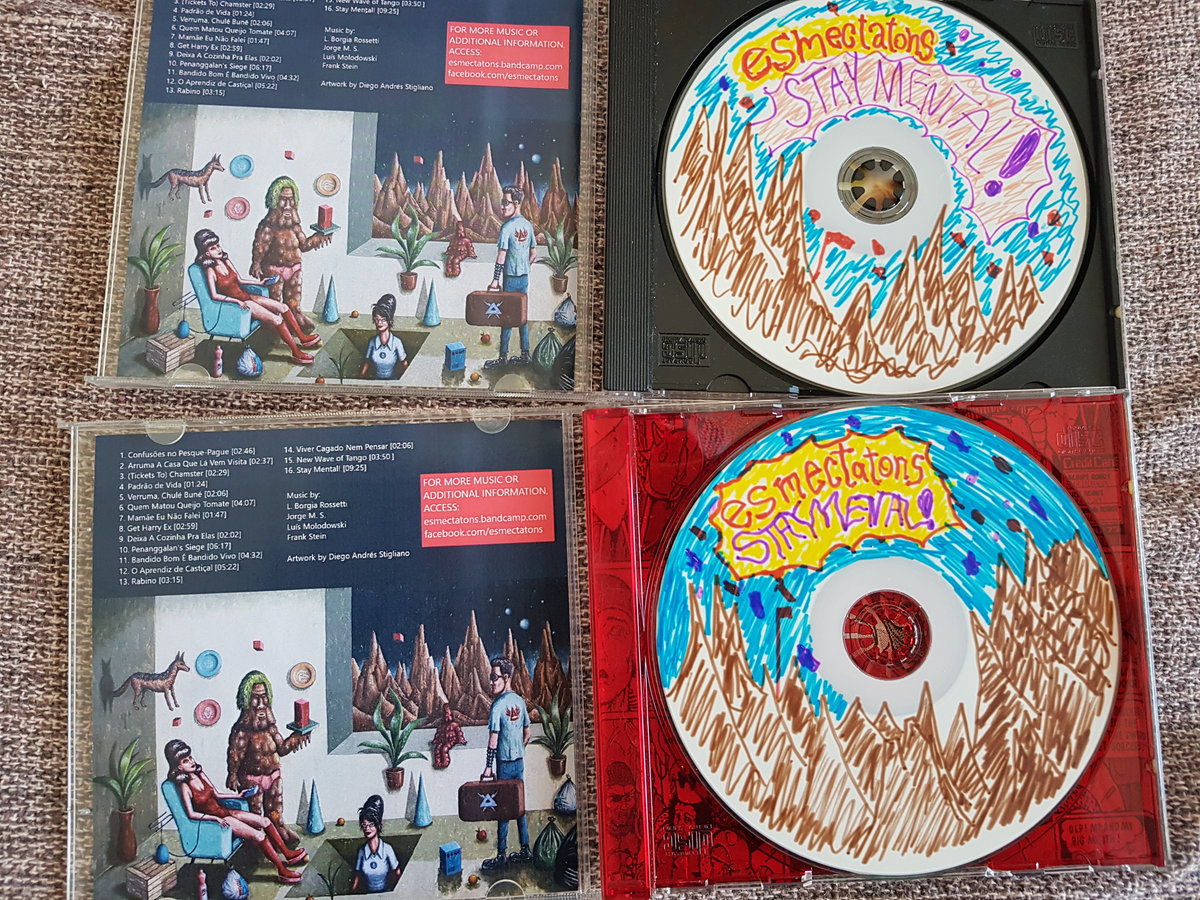 3. (Tickets To) Chamster [02:29]
4. Padrão de Vida [01:24]
5. Verruma, Chulé Buné [02:06]
6. Quem Matou Queijo Tomate [04:07]
7. Mamãe Eu Não Falei [01:47]
8. Get Harry Ex [02:59]
9. Deixa A Cozinha Pra Elas [02:02]
10. Penanggalan's Siege [06:17]
11. Bandido Bom É Bandido Vivo [04:32]
12. O Aprendiz de Castiçal [05:22]
13. Rabino [03:15]
15. New Wave of Tango [03:50 ]
16. Stay Mental! [09:25]
Music by:
L. Borgia Rossetti
Jorge M. S.
Luís Molodowski
Frank Stein
Artwork by Diego Andrés Stigliano
FOR MORE MUSIC OR
ADDITIONAL INFORMATION,
ACCESS:
esmectatons.bandcamp.com
facebook.com/esmectatons
esmectatons
STAY MENTAL!
1. Confusões no Pesque-Pague [02:46]
2. Arruma A Casa Que Lá Vem Visita [02:37]
3. (Tickets To) Chamster [02:29]
4. Padrão de Vida [01:24]
5. Verruma, Chulé Buné [02:06]
6. Quem Matou Queijo Tomate [04:07]
7. Mamãe Eu Não Falei [01:47]
8. Get Harry Ex [02:59]
9. Deixa A Cozinha Pra Elas [02:02]
10. Penanggalan's Siege [06:17]
11. Bandido Bom É Bandido Vivo [04:32]
12. O Aprendiz de Castiçal [05:22]
13. Rabino [03:15]
14. Viver Cagado Nem Pensar [02:06]
15. New Wave of Tango [03:50 ]
16. Stay Mental! [09:25]
Music by:
L. Borgia Rossetti
Jorge M. S.
Luís Molodowski
Frank Stein
Artwork by Diego Andrés Stigliano
FOR MORE MUSIC OR
ADDITIONAL INFORMATION,
ACCESS:
esmectatons.bandcamp.com
facebook.com/esmectatons
esmectatons
STAY MENTAL!